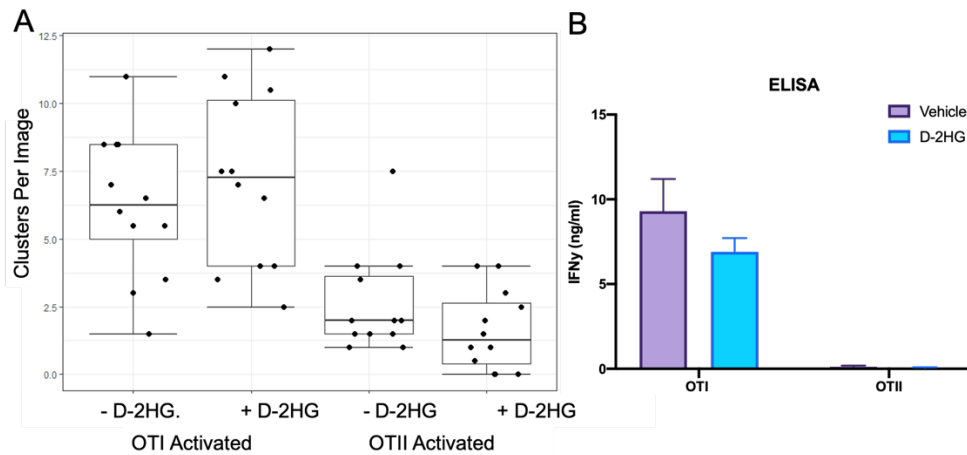 A
Clusters Per Image
12.5
10.0
7.5
5.0
2.5
0.0
- D-2HG.
+ D-2HG
- D-2HG
+ D-2HG
OTI Activated
OTII Activated
B
ELISA
Vehicle
D-2HG
IFNy (ng/ml)
15
10
5
0
OTI
OTII